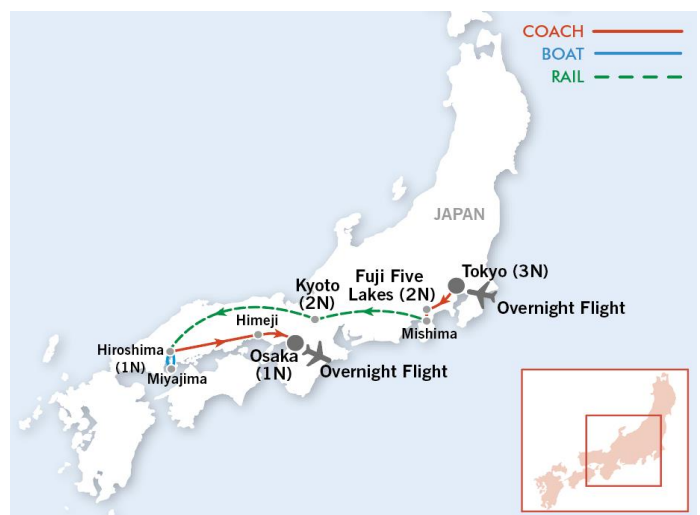 COACH
BOAT
RAIL
JAPAN
Tokyo (3N)
Fuji Five
Lakes (2N)
Overnight Flight
Kyoto
(2N)
Mishima
Himeji
Hiroshima
(1N)
Miyajima
Osaka
(1N)
Overnight Flight